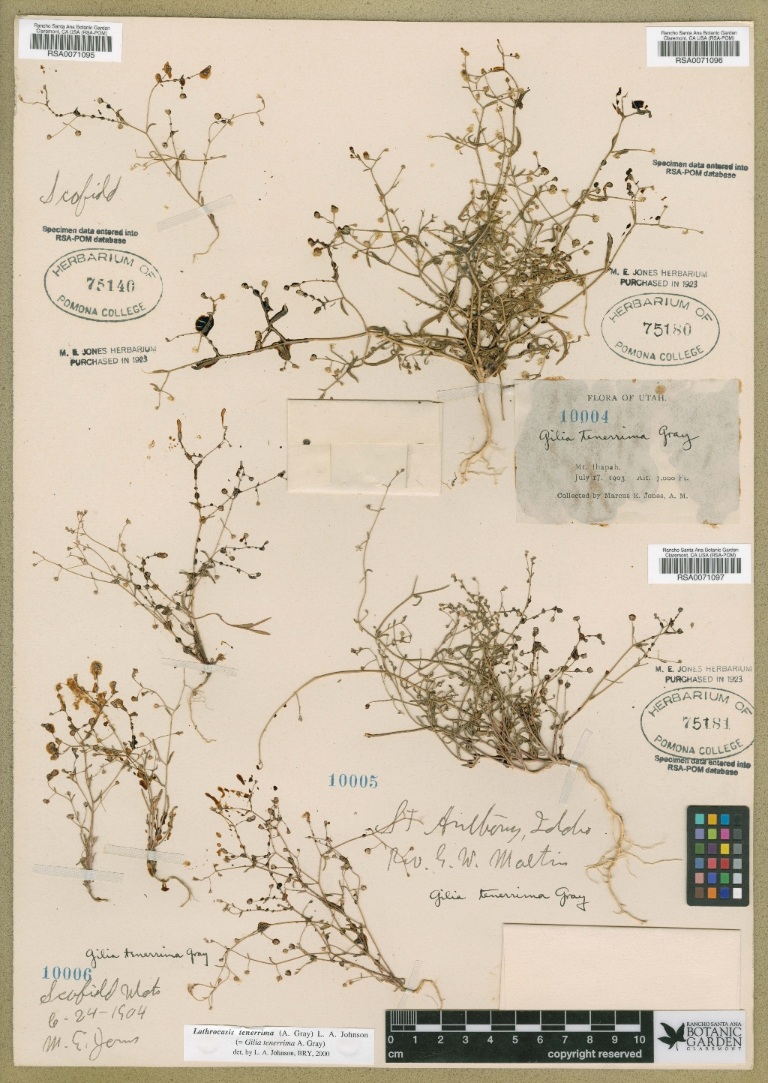 Rancho Santa Ana Botanic Garden
Claremont, CA USA (RSA-POM)
RSA0071095
Rancho Santa Ana Botanic Garden
Claremont, CA USA (RSA-POM)
RSA0071096
Scofield
Specimen data entered into
RSA-POM database
HERBARIUM OF
75140
POMONA COLLEGE
M. E. JONES HERBARIUM
PURCHASED IN 1923
Specimen data entered into
RSA-POM database
M. E. JONES HERBARIUM
PURCHASED IN 1923
HERBARIUM OF
75180
POMONA COLLEGE
FLORA OF UTAH.
10004
Gilia tenerrima Gray
Mt. Ibapah.
July 17, 1905 Alt. 7,000 Ft.
Collected by Marcus E. Jones, A. M.
Rancho Santa Ana Botanic Garden
Claremont, CA USA (RSA-POM)
RSA0071097
M. E. JONES HERBARIUM
PURCHASED IN 1923
HERBARIUM OF
75181
POMONA COLLEGE
Specimen data entered into
RSA-POM database
10005
St Anthony, Idaho
Rev. G. W. Martin
Gilia tenerrima Gray
Gilia tenerrima Gray
10006
Scofield Utah
6-24-1904
M. E. Jones
Lathrocasis tenerrima (A. Gray) L. A. Johnson
(= Gilia tenerrima A. Gray)
det. by L. A. Johnson, BRY, 2000
0 1 2 3 4 5 6 7 8 9 10
cm copyright reserved
RANCHO SANTA ANA
BOTANIC
GARDEN
CLAREMONT